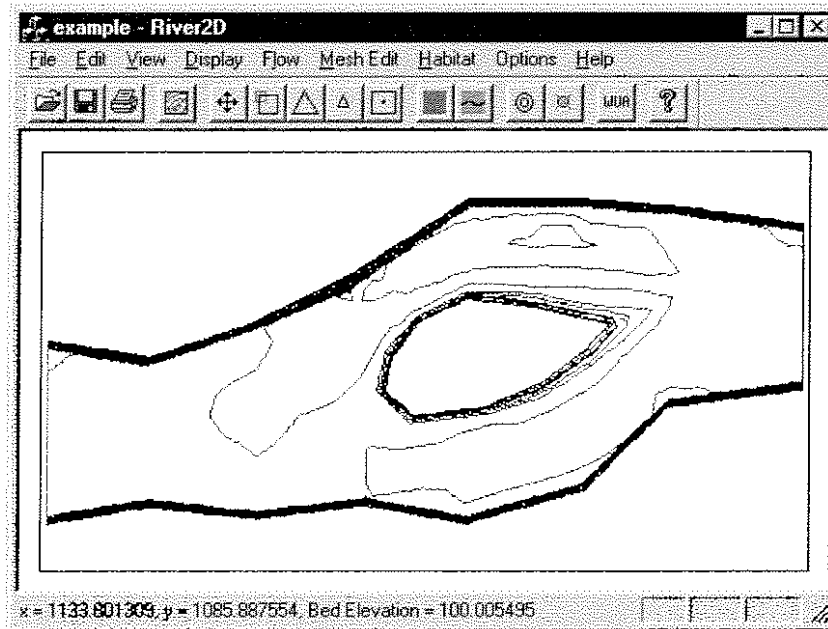 example - River2D
File Edit View Display Flow Mesh Edit Habitat Options Help
WUA ?
x = 1133.801309, y = 1085.887554, Bed Elevation = 100.005495